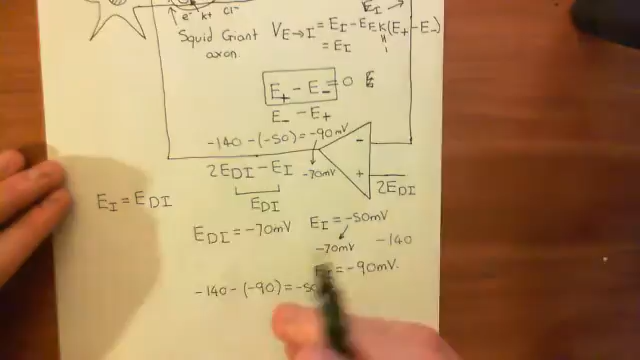 E_I →
e⁻ K⁺ Cl⁻
Squid Giant axon.
V_E→I = E_I − E_E K(E₊ − E₋)
= E_I
E₊ − E₋ = 0
E₋ − E₊
−140 −(−50) = −90mV
2E_DI − E_I
−70mV
−
+
2E_DI
E_DI
E_I = E_DI
E_DI = −70mV
E_I = −50mV
−70mV
−140
= −90mV.
−140 − (−90) =